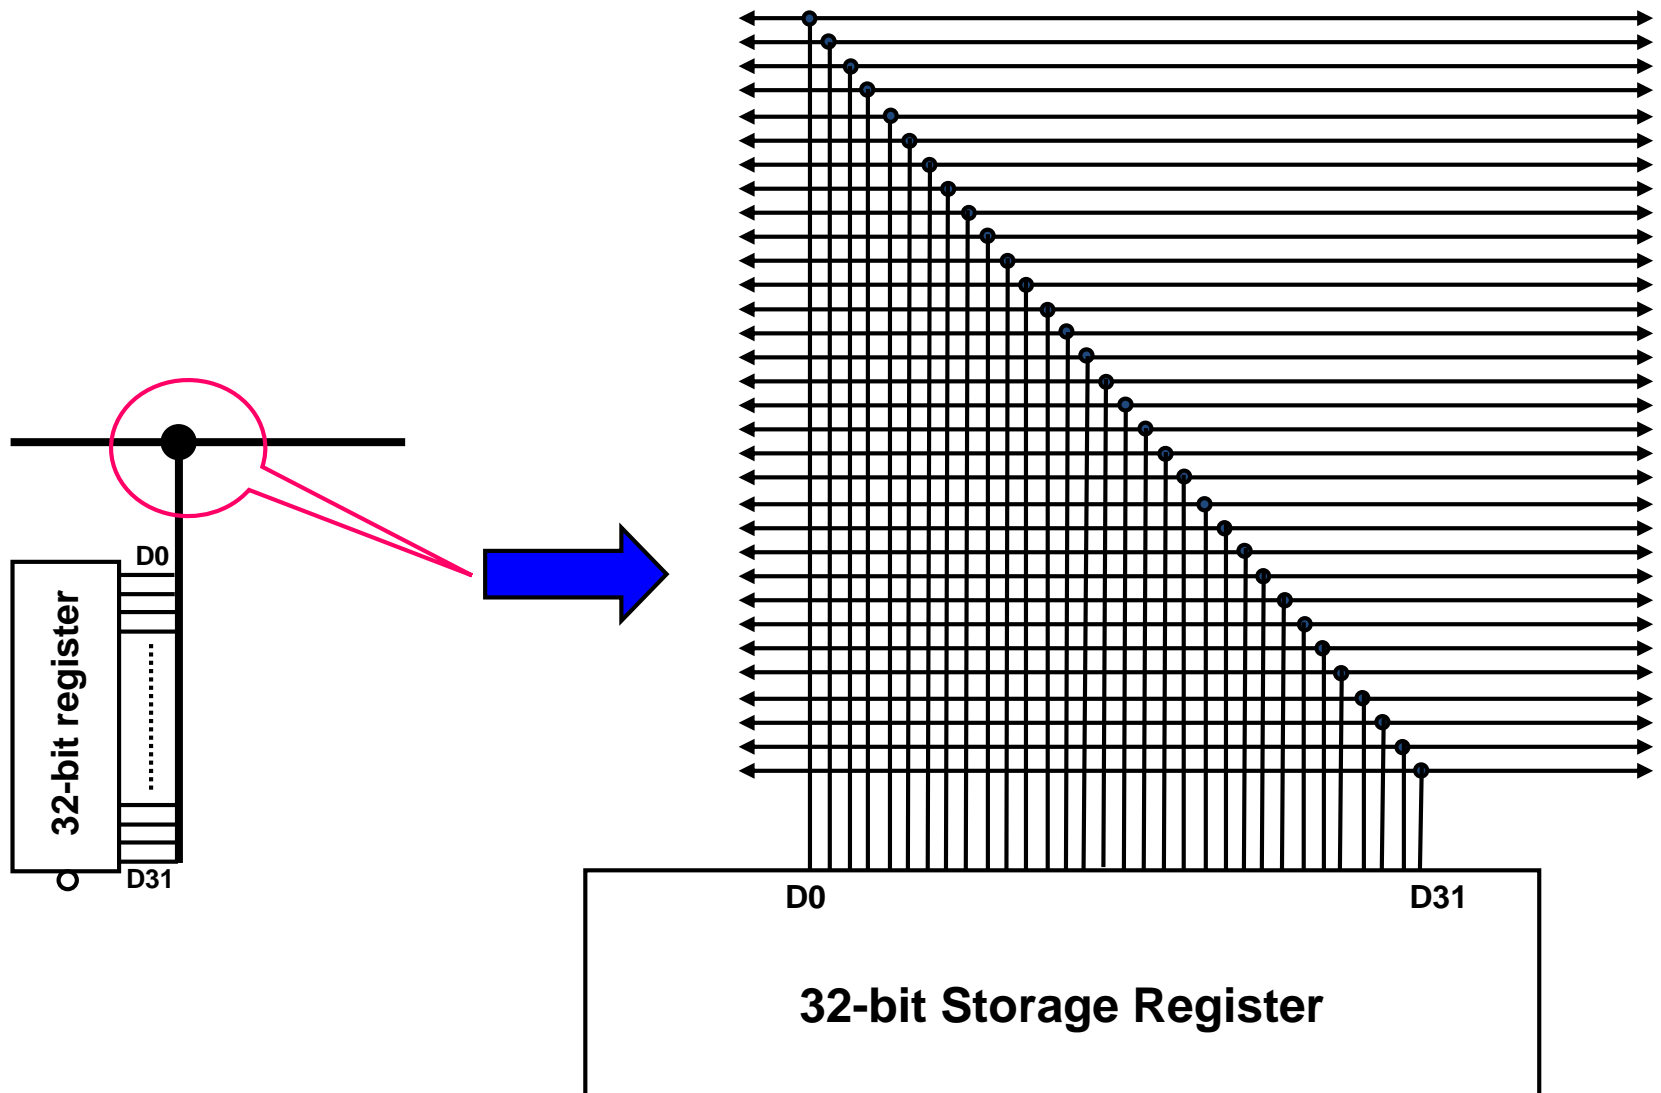 D0
32-bit register
D31
D0
D31
32-bit Storage Register